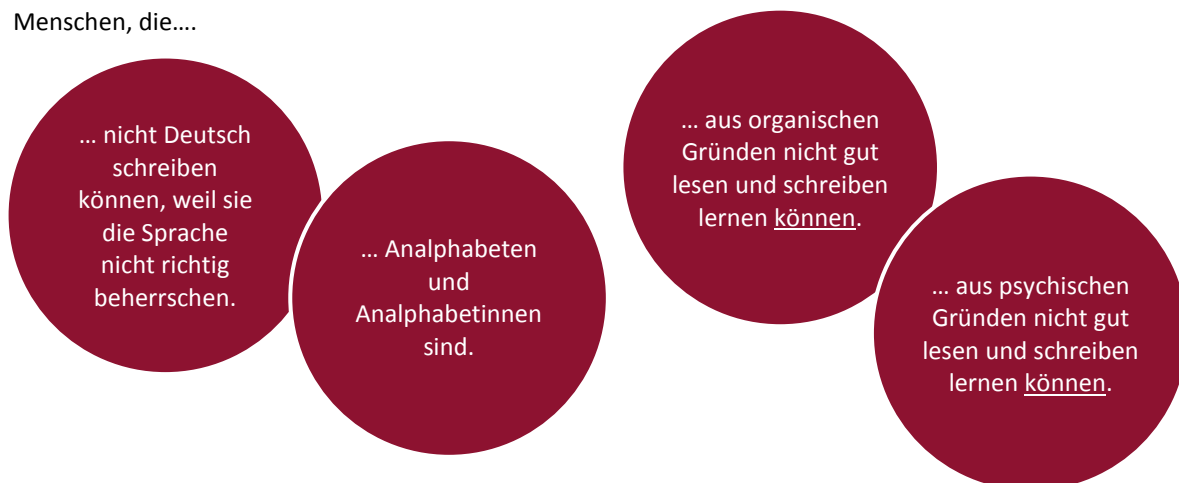 Menschen, die….
… nicht Deutsch
schreiben
können, weil sie
die Sprache
nicht richtig
beherrschen.
… Analphabeten
und
Analphabetinnen
sind.
… aus organischen
Gründen nicht gut
lesen und schreiben
lernen können.
… aus psychischen
Gründen nicht gut
lesen und schreiben
lernen können.